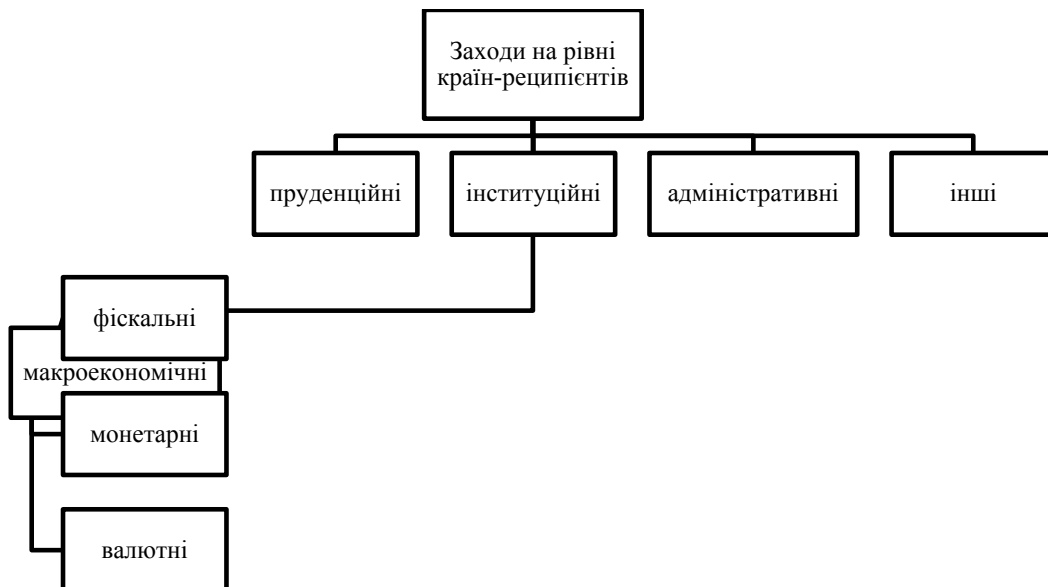 Заходи на рівні
країн-реципієнтів
пруденційні
інституційні
адміністративні
інші
фіскальні
макроекономічні
монетарні
валютні